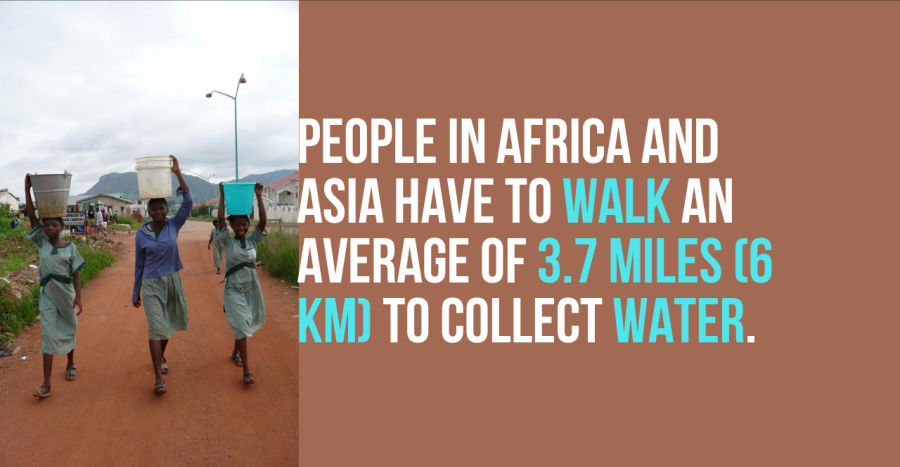 PEOPLE IN AFRICA AND
ASIA HAVE TO WALK AN
AVERAGE OF 3.7 MILES (6
KM) TO COLLECT WATER.